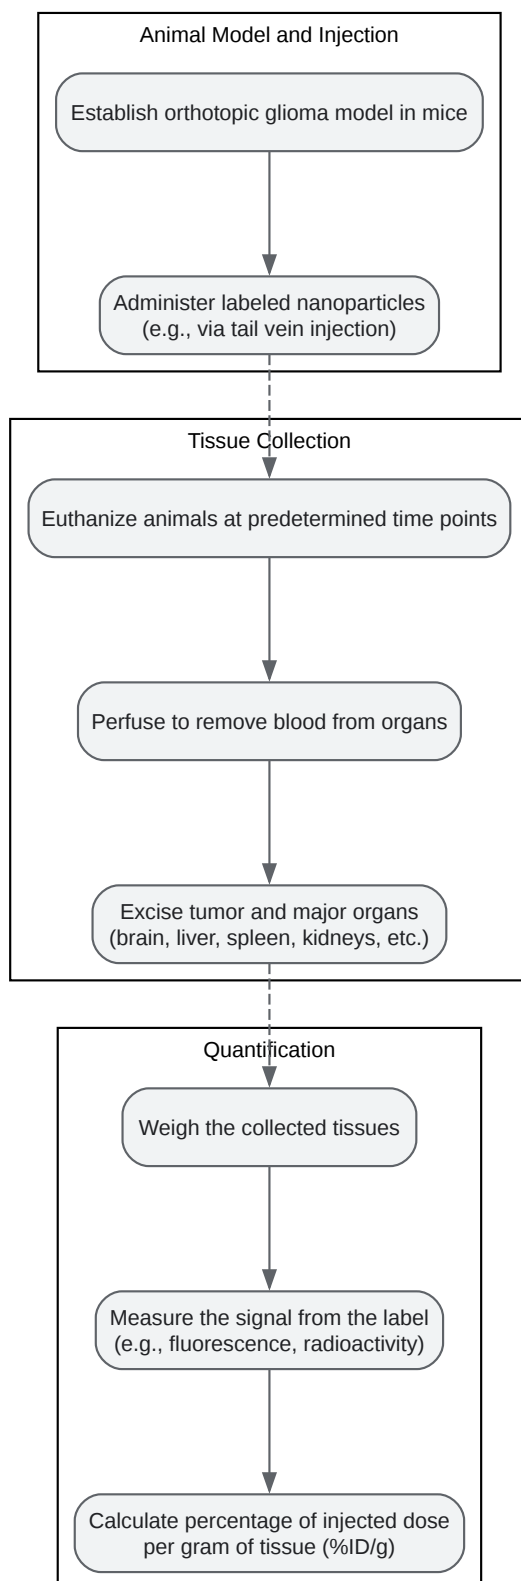 Animal Model and Injection
Establish orthotopic glioma model in mice
Administer labeled nanoparticles
(e.g., via tail vein injection)
Tissue Collection
Euthanize animals at predetermined time points
Perfuse to remove blood from organs
Excise tumor and major organs
(brain, liver, spleen, kidneys, etc.)
Quantification
Weigh the collected tissues
Measure the signal from the label
(e.g., fluorescence, radioactivity)
Calculate percentage of injected dose
per gram of tissue (%ID/g)